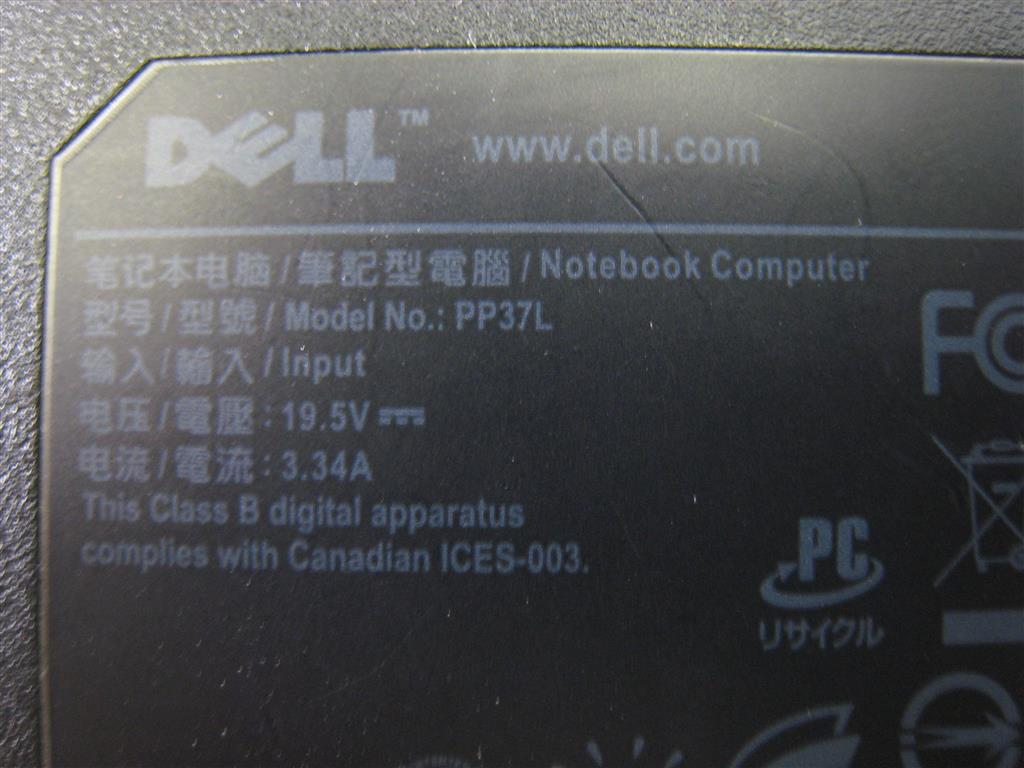 DELL™ www.dell.com
笔记本电脑 / 筆記型電腦 / Notebook Computer
型号 / 型號 / Model No.: PP37L
输入 / 輸入 / Input
电压 / 電壓 : 19.5V ⎓
电流 / 電流 : 3.34A
This Class B digital apparatus
complies with Canadian ICES-003.
FC
PC
リサイクル